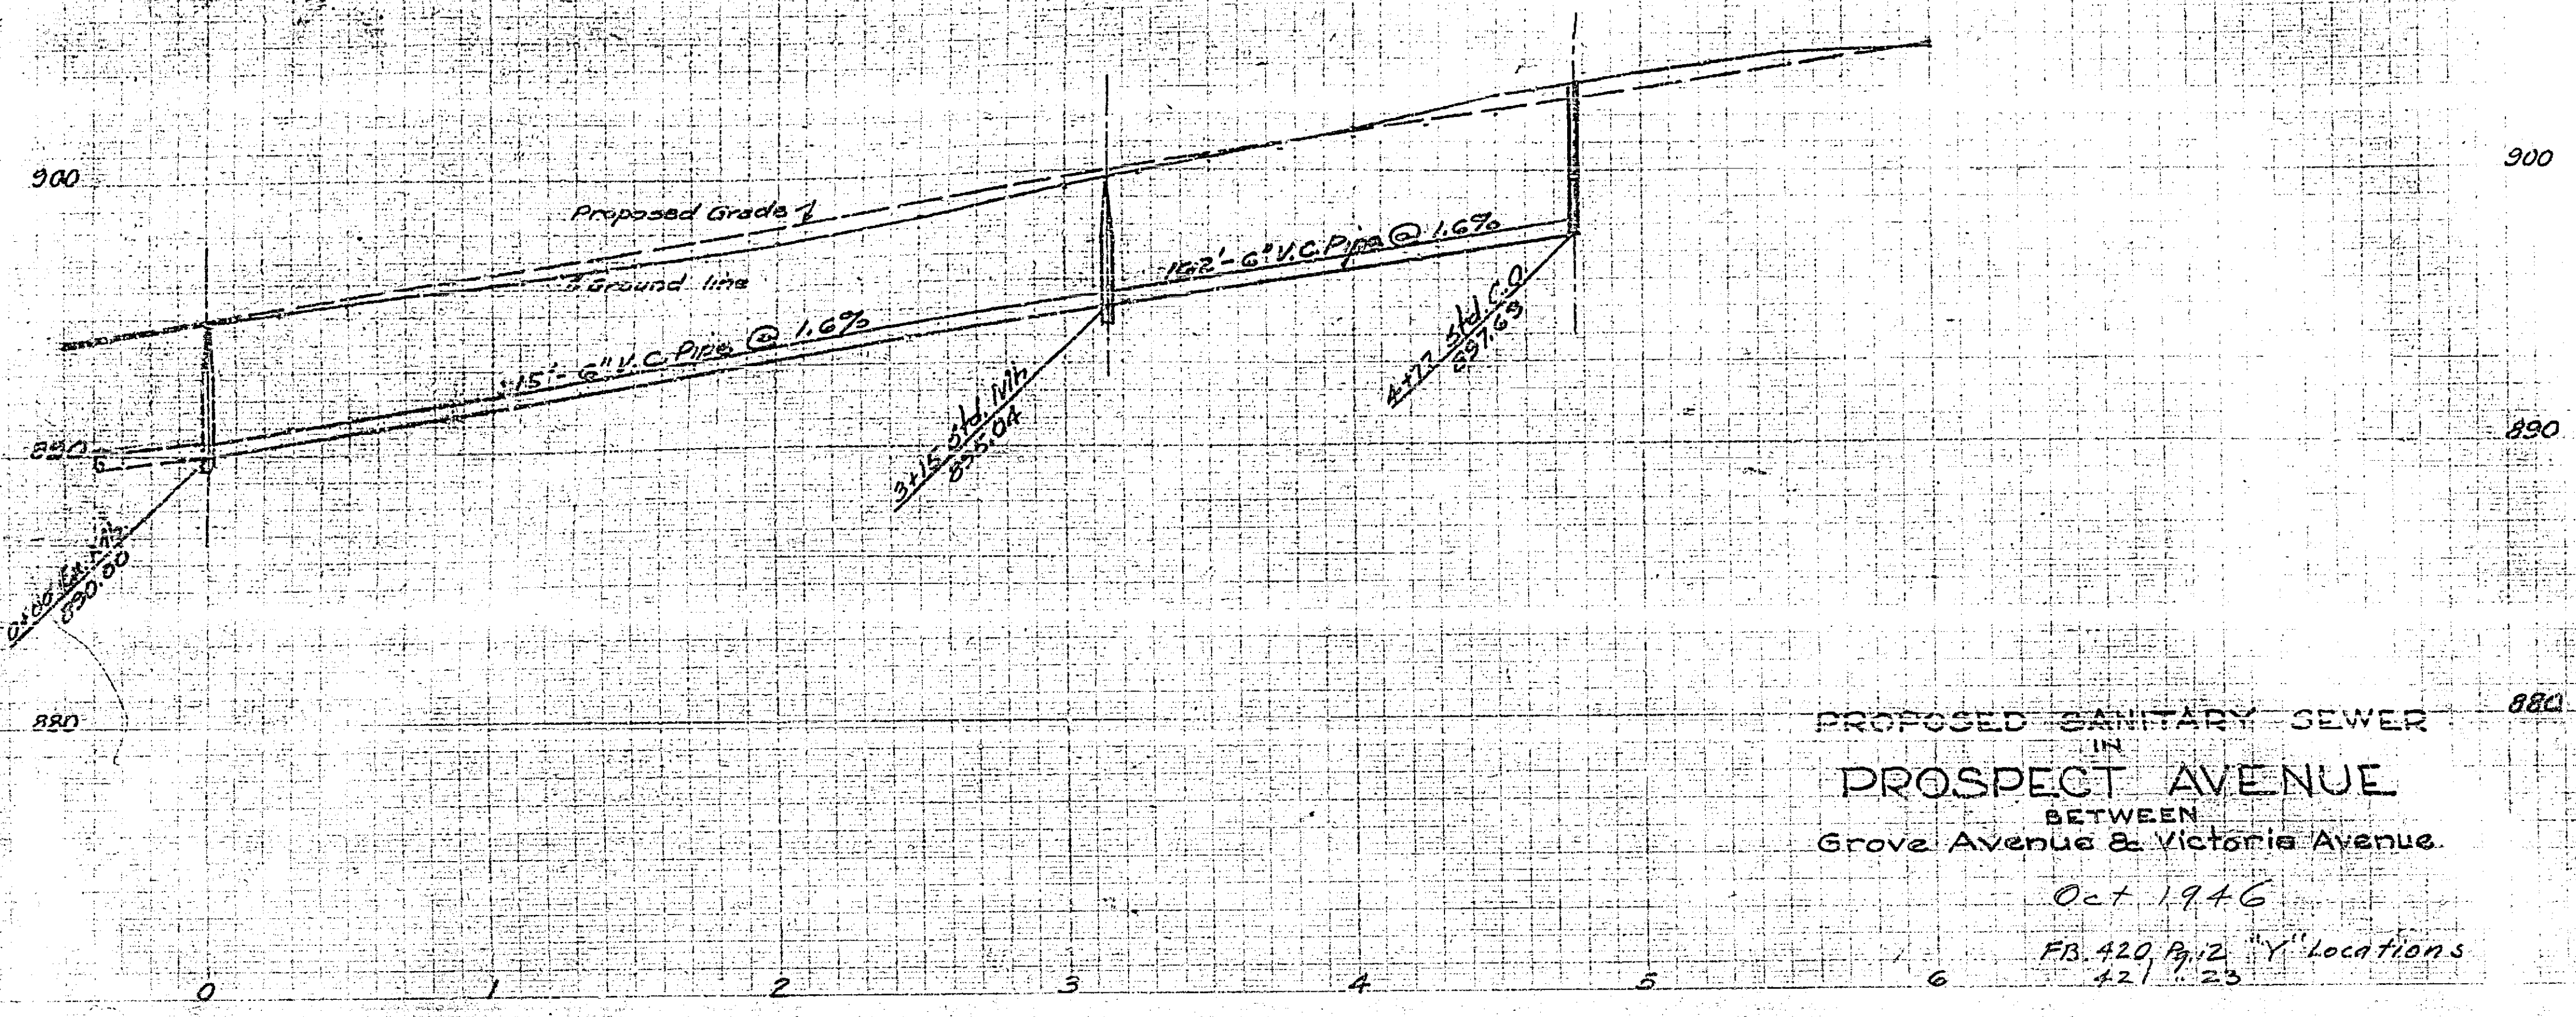 900
900
Proposed Grade
Ground line
162'-6" V.C. Pipe @ 1.6%
315'-6" V.C. Pipe @ 1.6%
4+77 Std. C.O.
897.63
3+15 Std. Mh.
895.04
890
890
0+00 Ex. Mh.
890.00
880
880
PROPOSED SANITARY SEWER
IN
PROSPECT AVENUE
BETWEEN
Grove Avenue & Victoria Avenue
Oct 1946
FB. 420, Pg. 12 "Y" Locations
421 " 23
0 1 2 3 4 5 6